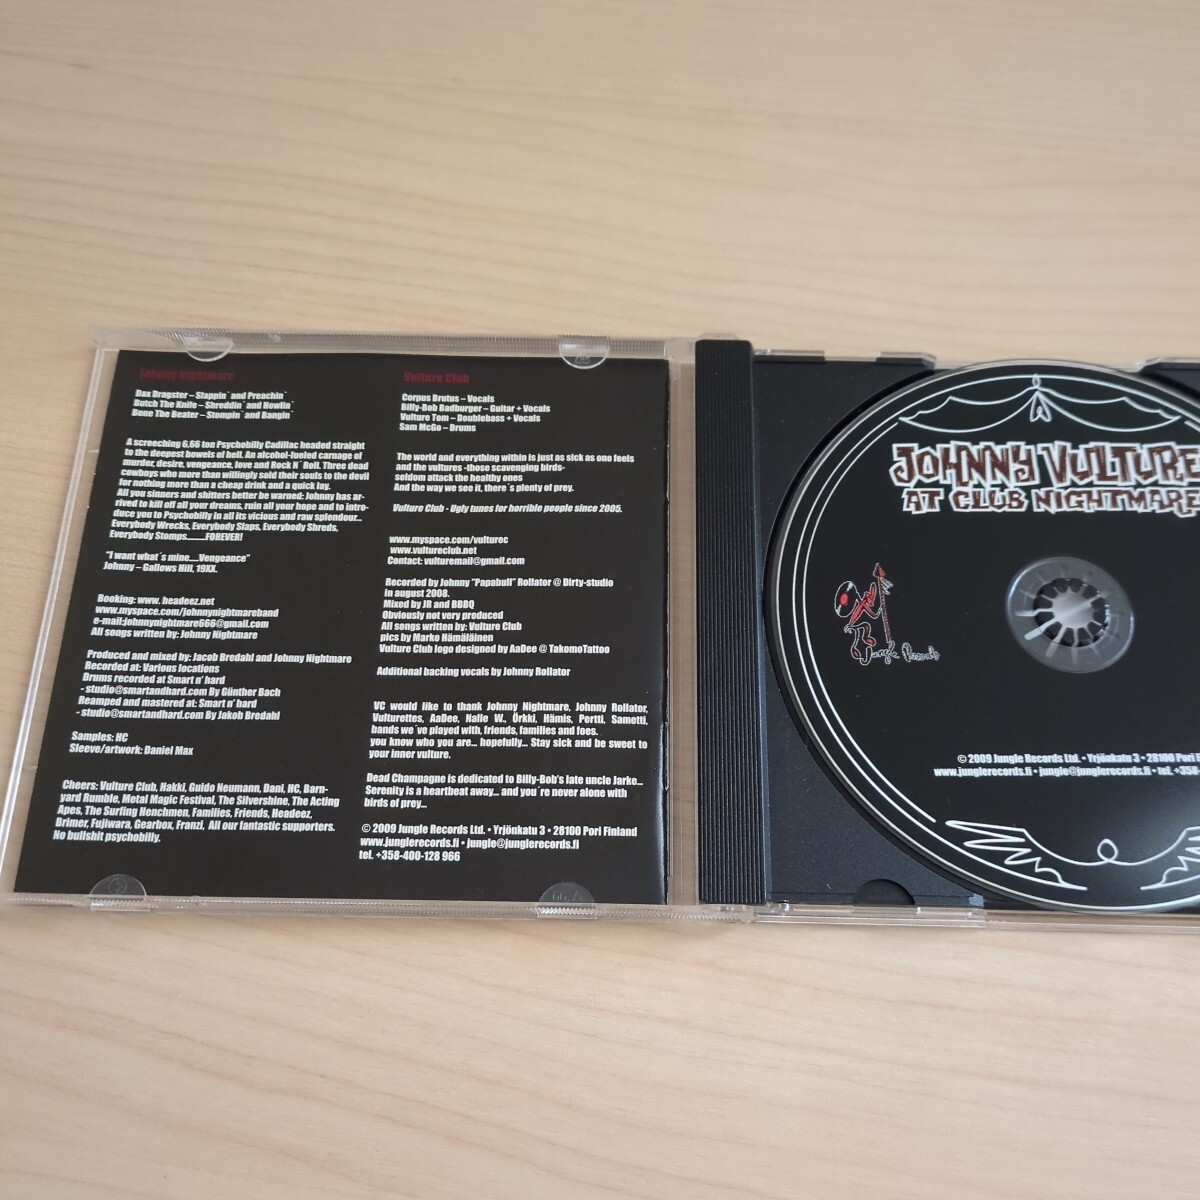 Johnny Nightmare
Bax Dragster – Slappin´ and Preachin´
Butch The Knife – Shreddin´ and Howlin´
Bene The Beater – Stompin´ and Bangin´
A screeching 6,66 ton Psychobilly Cadillac headed straight
to the deepest bowels of hell. An alcohol-fueled carnage of
murder, desire, vengeance, love and Rock N´ Roll. Three dead
cowboys who more than willingly sold their souls to the devil
for nothing more than a cheap drink and a quick lay.
All you sinners and shitters better be warned: Johnny has ar-
rived to kill off all your dreams, ruin all your hope and to intro-
duce you to Psychobilly in all its vicious and raw splendour...
Everybody Wrecks, Everybody Slaps, Everybody Shreds,
Everybody Stomps..........FOREVER!
"I want what´s mine....Vengeance"
Johnny – Gallows Hill, 19XX.
Booking: www. headeez.net
www.myspace.com/johnnynightmareband
e-mail:johnnynightmare666@gmail.com
All songs written by: Johnny Nightmare
Produced and mixed by: Jacob Bredahl and Johnny Nightmare
Recorded at: Various locations
Drums recorded at Smart n' hard
- studio@smartandhard.com By Günther Bach
Reamped and mastered at: Smart n' hard
- studio@smartandhard.com By Jakob Bredahl
Samples: HC
Sleeve/artwork: Daniel Max
Cheers: Vulture Club, Hakki, Guido Neumann, Dani, HC, Barn-
yard Rumble, Metal Magic Festival, The Silvershine, The Acting
Apes, The Surfing Henchmen, Families, Friends, Headeez,
Brimer, Fujiwara, Gearbox, Franzi, All our fantastic supporters.
No bullshit psychobilly.
Vulture Club
Corpus Brutus – Vocals
Billy-Bob Badburger – Guitar + Vocals
Vulture Tom – Doublebass + Vocals
Sam McGo – Drums
The world and everything within is just as sick as one feels
and the vultures -those scavenging birds-
seldom attack the healthy ones
And the way we see it, there´s plenty of prey.
Vulture Club - Ugly tunes for horrible people since 2005.
www.myspace.com/vulturec
www.vultureclub.net
Contact: vulturemail@gmail.com
Recorded by Johnny "Papabull" Rollator @ Dirty-studio
in august 2008.
Mixed by JR and BBBQ
Obviously not very produced
All songs written by: Vulture Club
pics by Marko Hämäläinen
Vulture Club logo designed by AaDee @ TakomoTattoo
Additional backing vocals by Johnny Rollator
VC would like to thank Johnny Nightmare, Johnny Rollator,
Vulturettes, AaDee, Nalle W., Örkki, Hämis, Pertti, Sametti,
bands we´ve played with, friends, families and foes.
you know who you are... hopefully... Stay sick and be sweet to
your inner vulture.
Dead Champagne is dedicated to Billy-Bob's late uncle Jarke...
Serenity is a heartbeat away... and you´re never alone with
birds of prey...
© 2009 Jungle Records Ltd. • Yrjönkatu 3 • 28100 Pori Finland
www.junglerecords.fi • jungle@junglerecords.fi
tel. +358-400-128 966
JOHNNY VULTURE
AT CLUB NIGHTMARE
Jungle Records
© 2009 Jungle Records Ltd. • Yrjönkatu 3 • 28100 Pori F
www.junglerecords.fi • jungle@junglerecords.fi • tel. +358